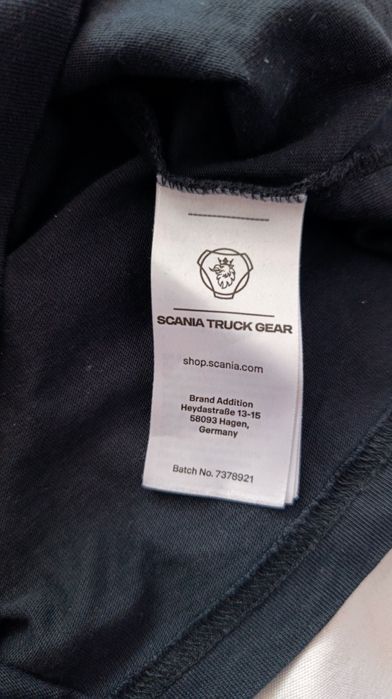 SCANIA TRUCK GEAR
shop.scania.com
Brand Addition
Heydastraße 13-15
58093 Hagen,
Germany
Batch No. 7378921